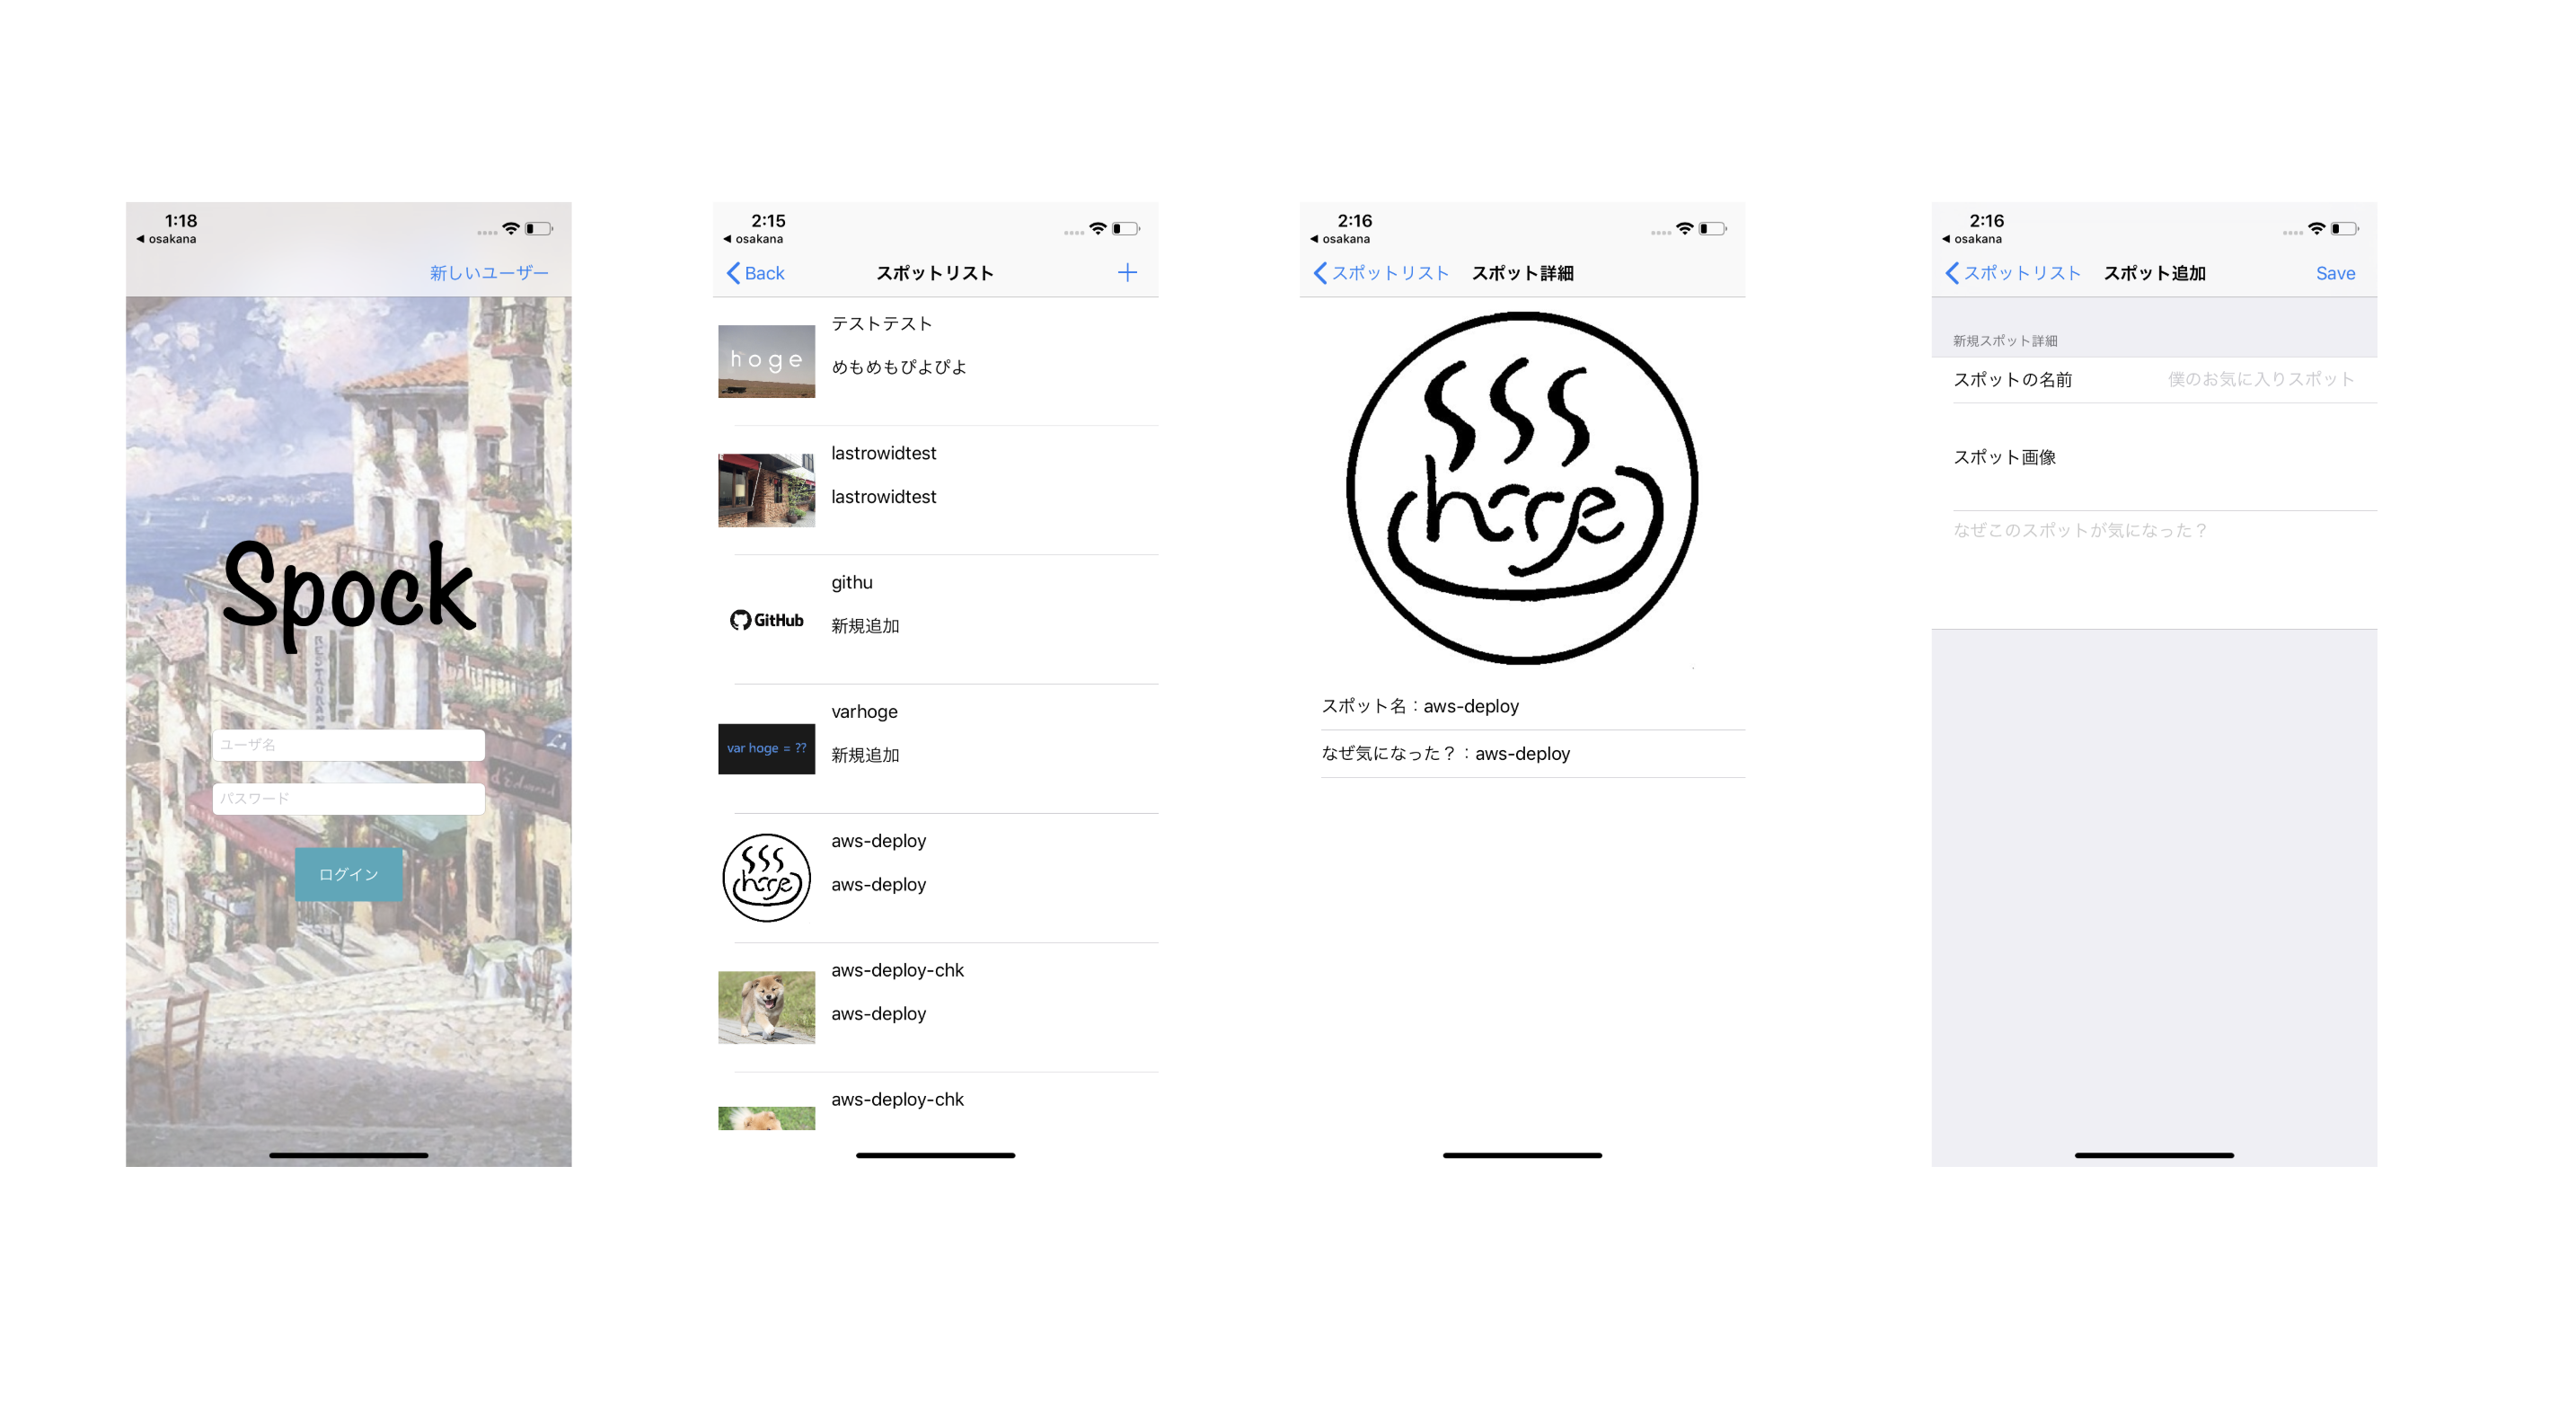 1:18
◀ osakana
新しいユーザー
Spock
ユーザ名
パスワード
ログイン
2:15
◀ osakana
Back
スポットリスト
+
hoge
テストテスト
めもめもぴよぴよ
lastrowidtest
lastrowidtest
GitHub
githu
新規追加
var hoge = ??
varhoge
新規追加
hoge
aws-deploy
aws-deploy
aws-deploy-chk
aws-deploy
aws-deploy-chk
2:16
◀ osakana
スポットリスト
スポット詳細
hoge
スポット名：aws-deploy
なぜ気になった？：aws-deploy
2:16
◀ osakana
スポットリスト
スポット追加
Save
新規スポット詳細
スポットの名前
僕のお気に入りスポット
スポット画像
なぜこのスポットが気になった？